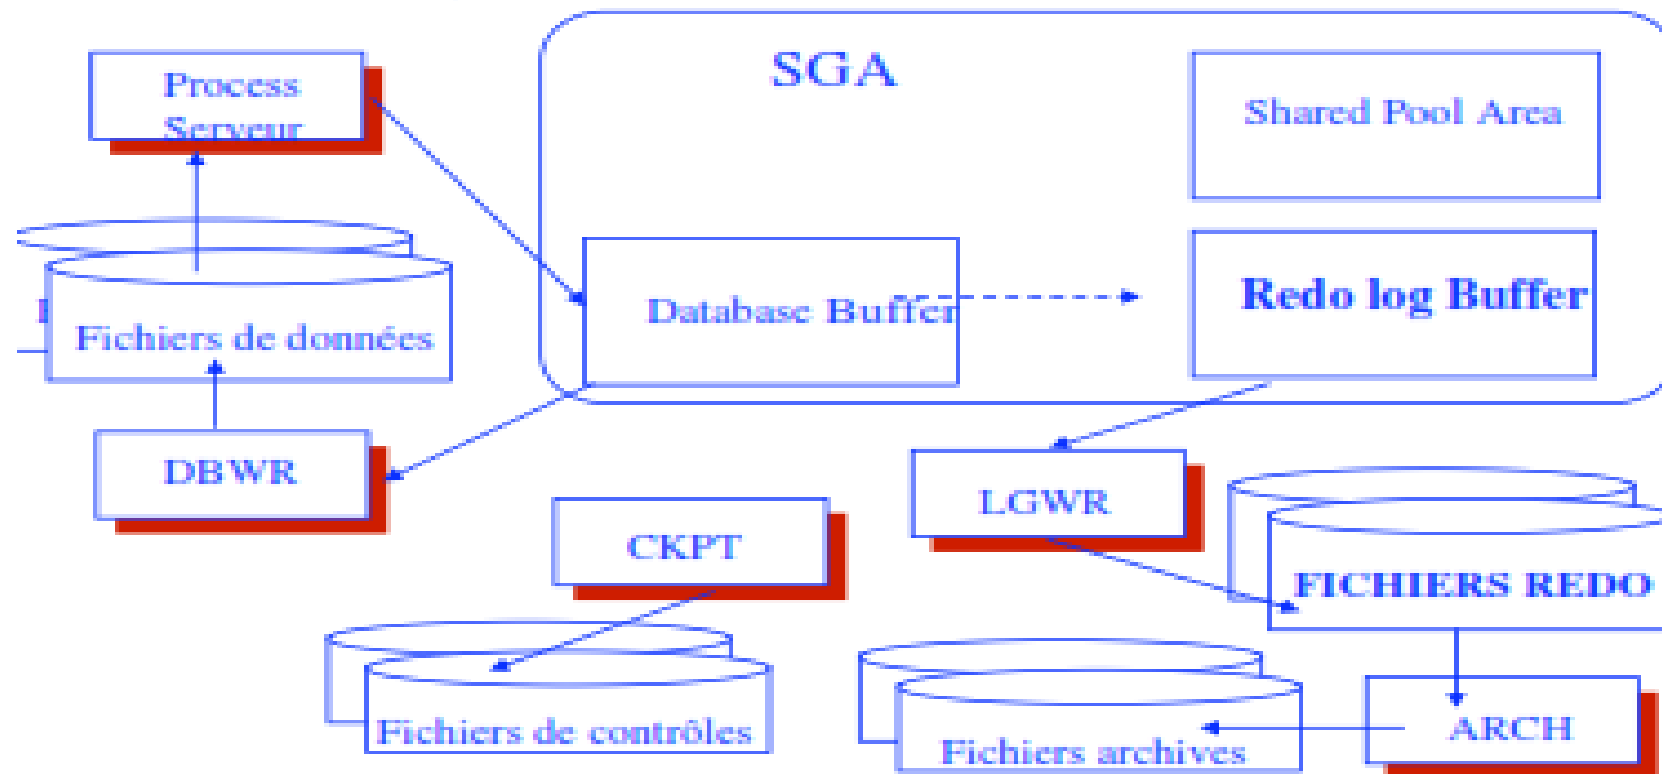 SGA
Process
Serveur
Shared Pool Area
Redo log Buffer
Database Buffer
Fichiers de données
DBWR
LGWR
CKPT
FICHIERS REDO
Fichiers de contrôles
Fichiers archives
ARCH